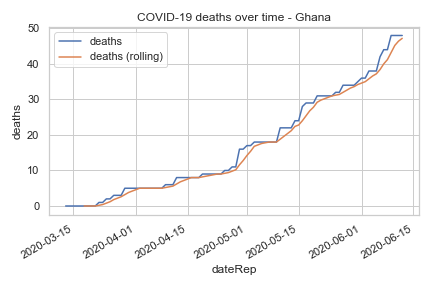 COVID-19 deaths over time - Ghana
deaths
deaths (rolling)
50
40
30
20
10
0
deaths
2020-03-15
2020-04-01
2020-04-15
2020-05-01
2020-05-15
2020-06-01
2020-06-15
dateRep